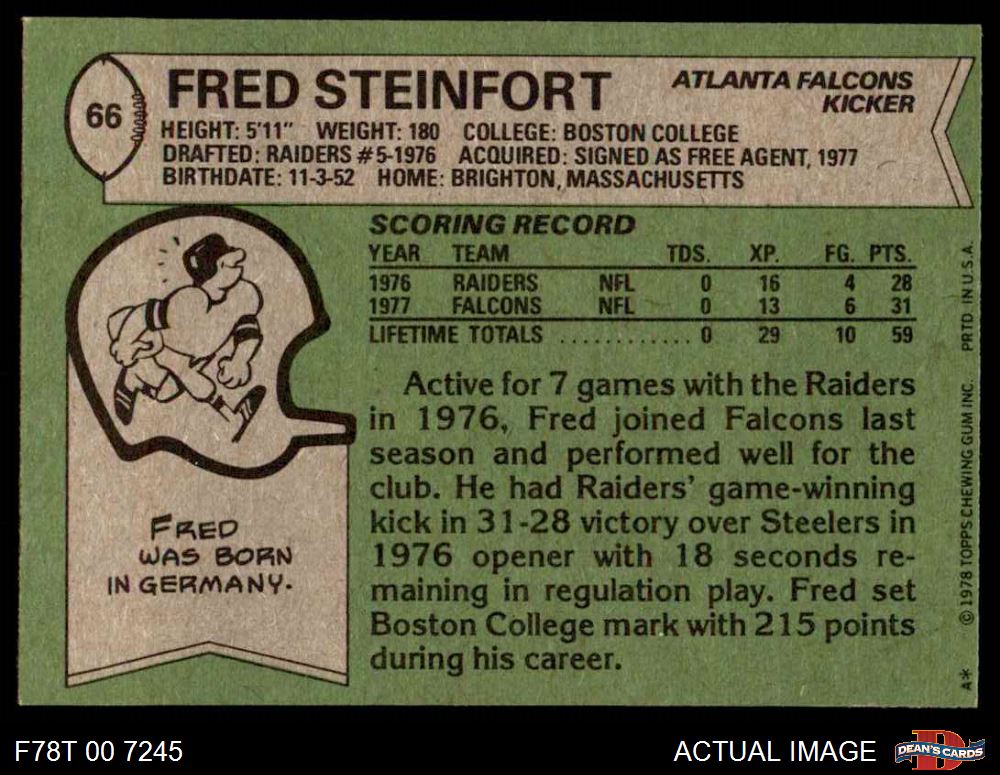 66
FRED STEINFORT
ATLANTA FALCONS
KICKER
HEIGHT: 5'11" WEIGHT: 180 COLLEGE: BOSTON COLLEGE
DRAFTED: RAIDERS #5-1976 ACQUIRED: SIGNED AS FREE AGENT, 1977
BIRTHDATE: 11-3-52 HOME: BRIGHTON, MASSACHUSETTS
SCORING RECORD
YEAR TEAM TDS. XP. FG. PTS.
1976 RAIDERS NFL 0 16 4 28
1977 FALCONS NFL 0 13 6 31
LIFETIME TOTALS ............ 0 29 10 59
Active for 7 games with the Raiders
in 1976, Fred joined Falcons last
season and performed well for the
club. He had Raiders' game-winning
kick in 31-28 victory over Steelers in
1976 opener with 18 seconds re-
maining in regulation play. Fred set
Boston College mark with 215 points
during his career.
FRED
WAS BORN
IN GERMANY.
A* © 1978 TOPPS CHEWING GUM INC. PRTD IN U.S.A.
F78T 00 7245
ACTUAL IMAGE
D
DEAN'S CARDS